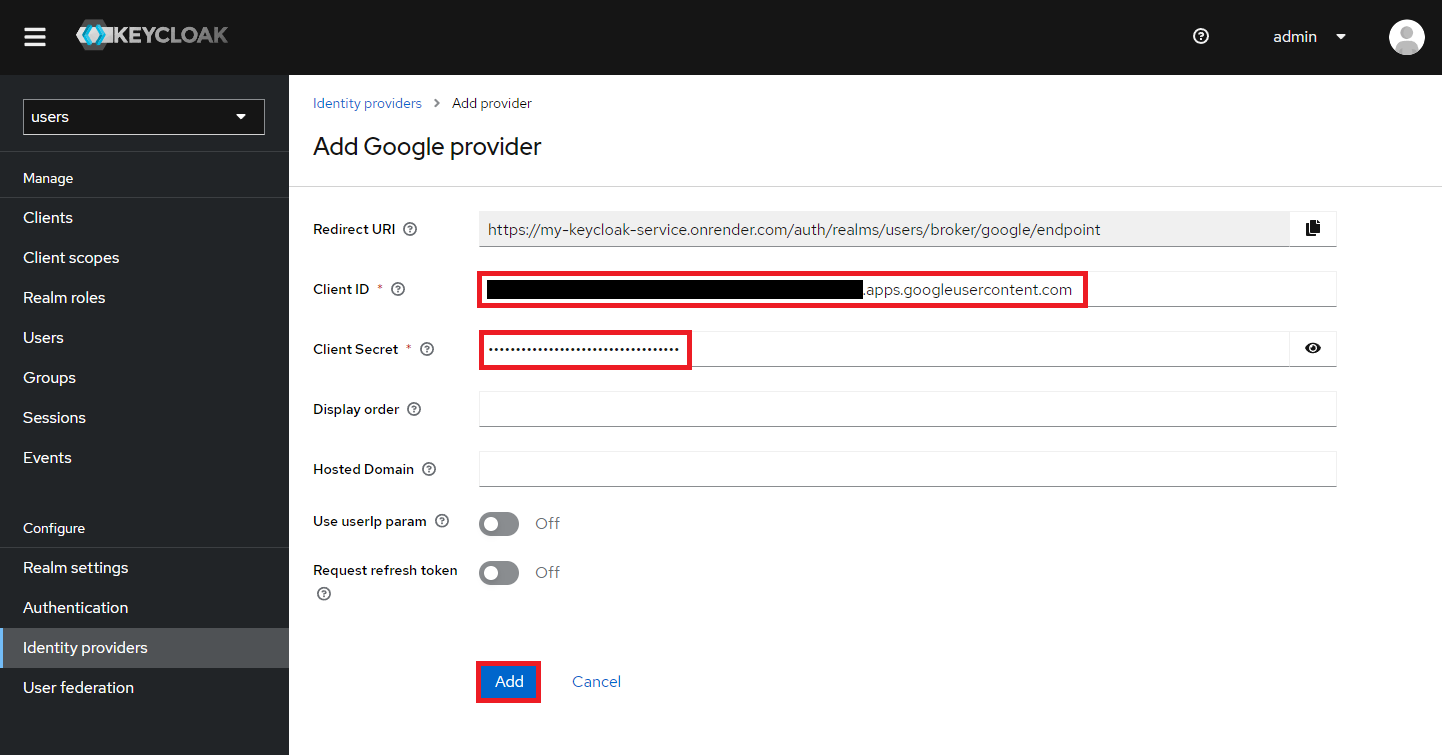 KEYCLOAK
admin
users
Manage
Clients
Client scopes
Realm roles
Users
Groups
Sessions
Events
Configure
Realm settings
Authentication
Identity providers
User federation
Identity providers > Add provider
Add Google provider
Redirect URI
https://my-keycloak-service.onrender.com/auth/realms/users/broker/google/endpoint
Client ID *
.apps.googleusercontent.com
Client Secret *
Display order
Hosted Domain
Use userIp param
Off
Request refresh token
Off
Add
Cancel